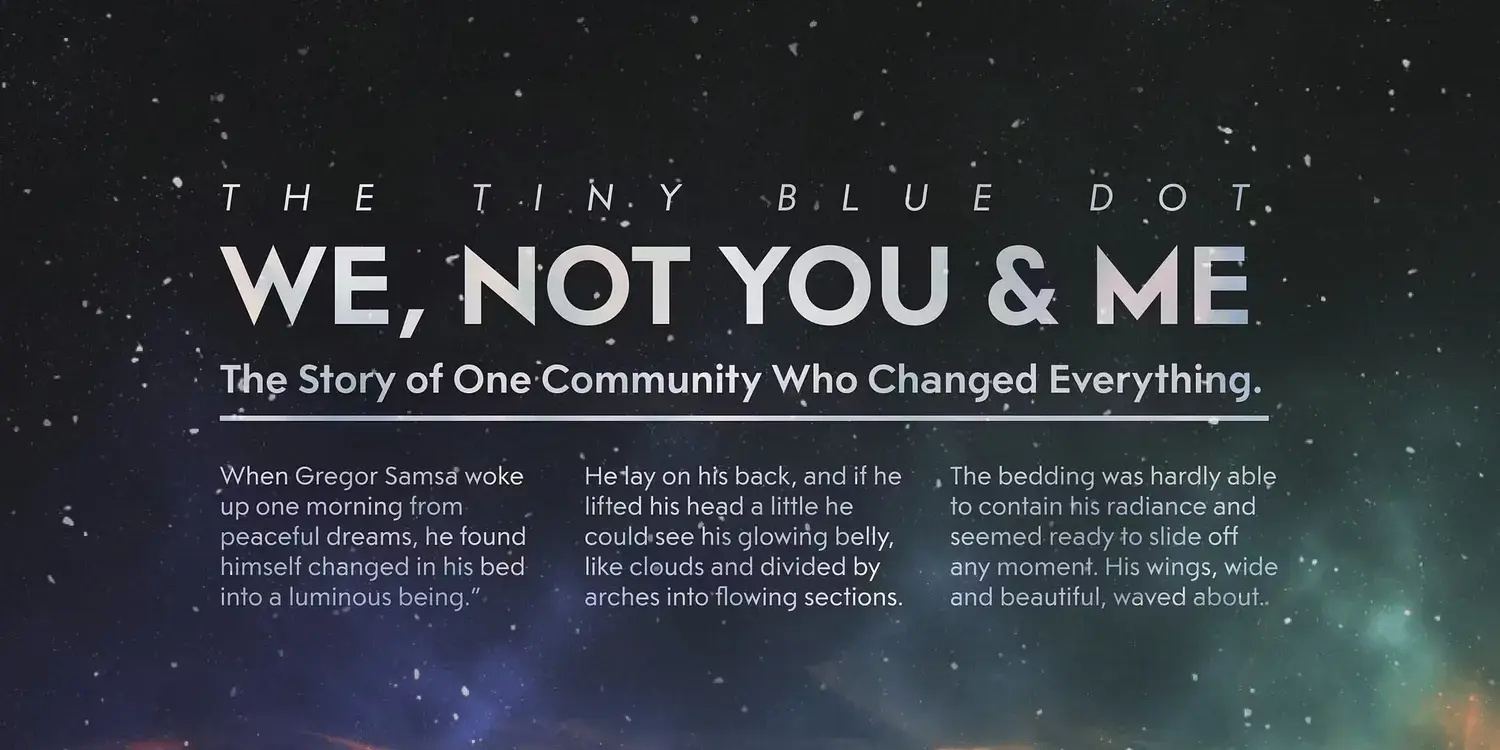 THE TINY BLUE DOT
WE, NOT YOU & ME
The Story of One Community Who Changed Everything.
When Gregor Samsa woke
up one morning from
peaceful dreams, he found
himself changed in his bed
into a luminous being.”
He lay on his back, and if he
lifted his head a little he
could see his glowing belly,
like clouds and divided by
arches into flowing sections.
The bedding was hardly able
to contain his radiance and
seemed ready to slide off
any moment. His wings, wide
and beautiful, waved about..